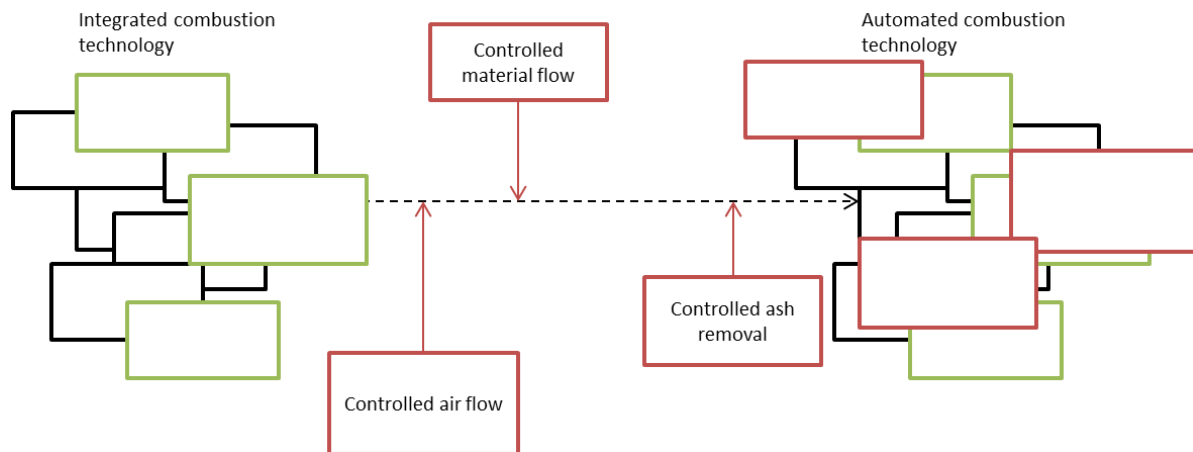 Integrated combustion
technology
Controlled
material flow
Automated combustion
technology
Controlled air flow
Controlled ash
removal